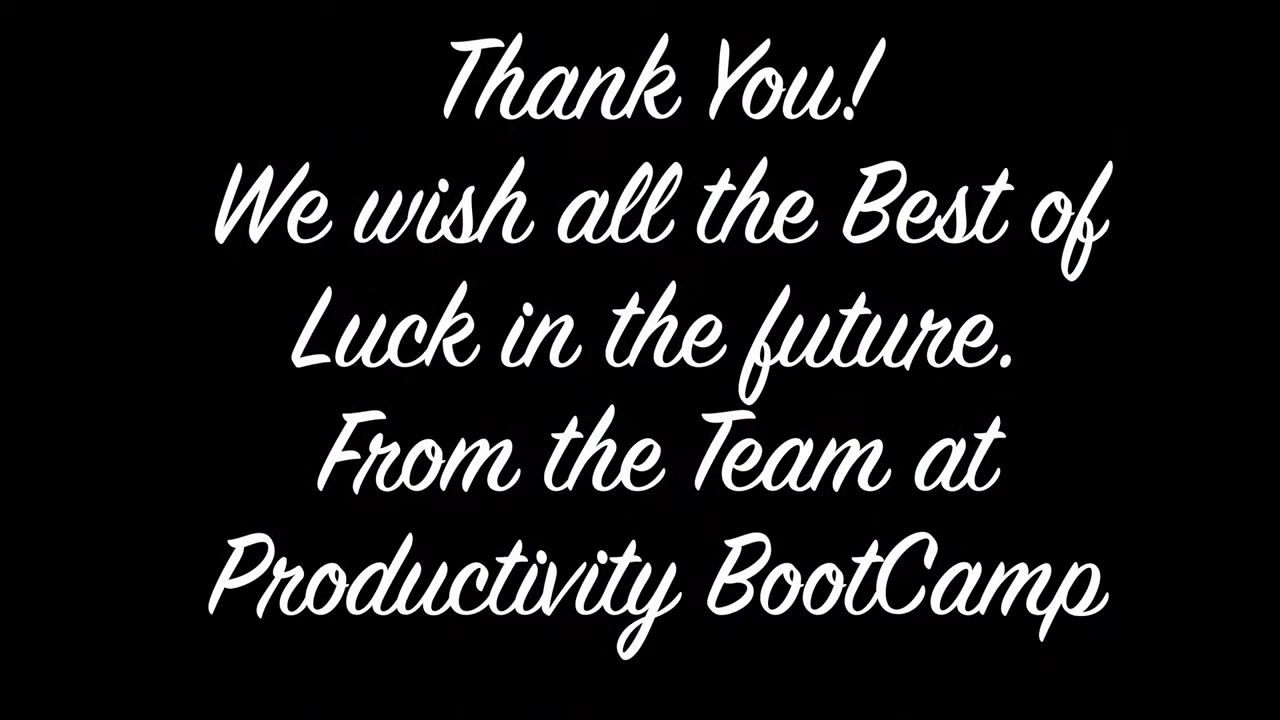 Thank You!
We wish all the Best of
Luck in the future.
From the Team at
Productivity BootCamp